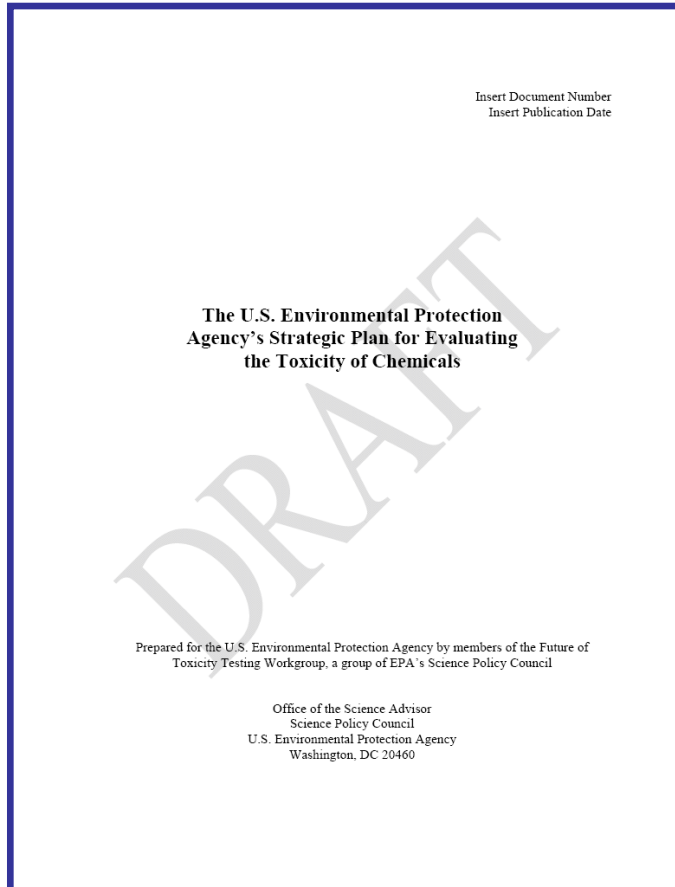 Insert Document Number
Insert Publication Date
The U.S. Environmental Protection
Agency's Strategic Plan for Evaluating
the Toxicity of Chemicals
DRAFT
Prepared for the U.S. Environmental Protection Agency by members of the Future of
Toxicity Testing Workgroup, a group of EPA's Science Policy Council
Office of the Science Advisor
Science Policy Council
U.S. Environmental Protection Agency
Washington, DC 20460